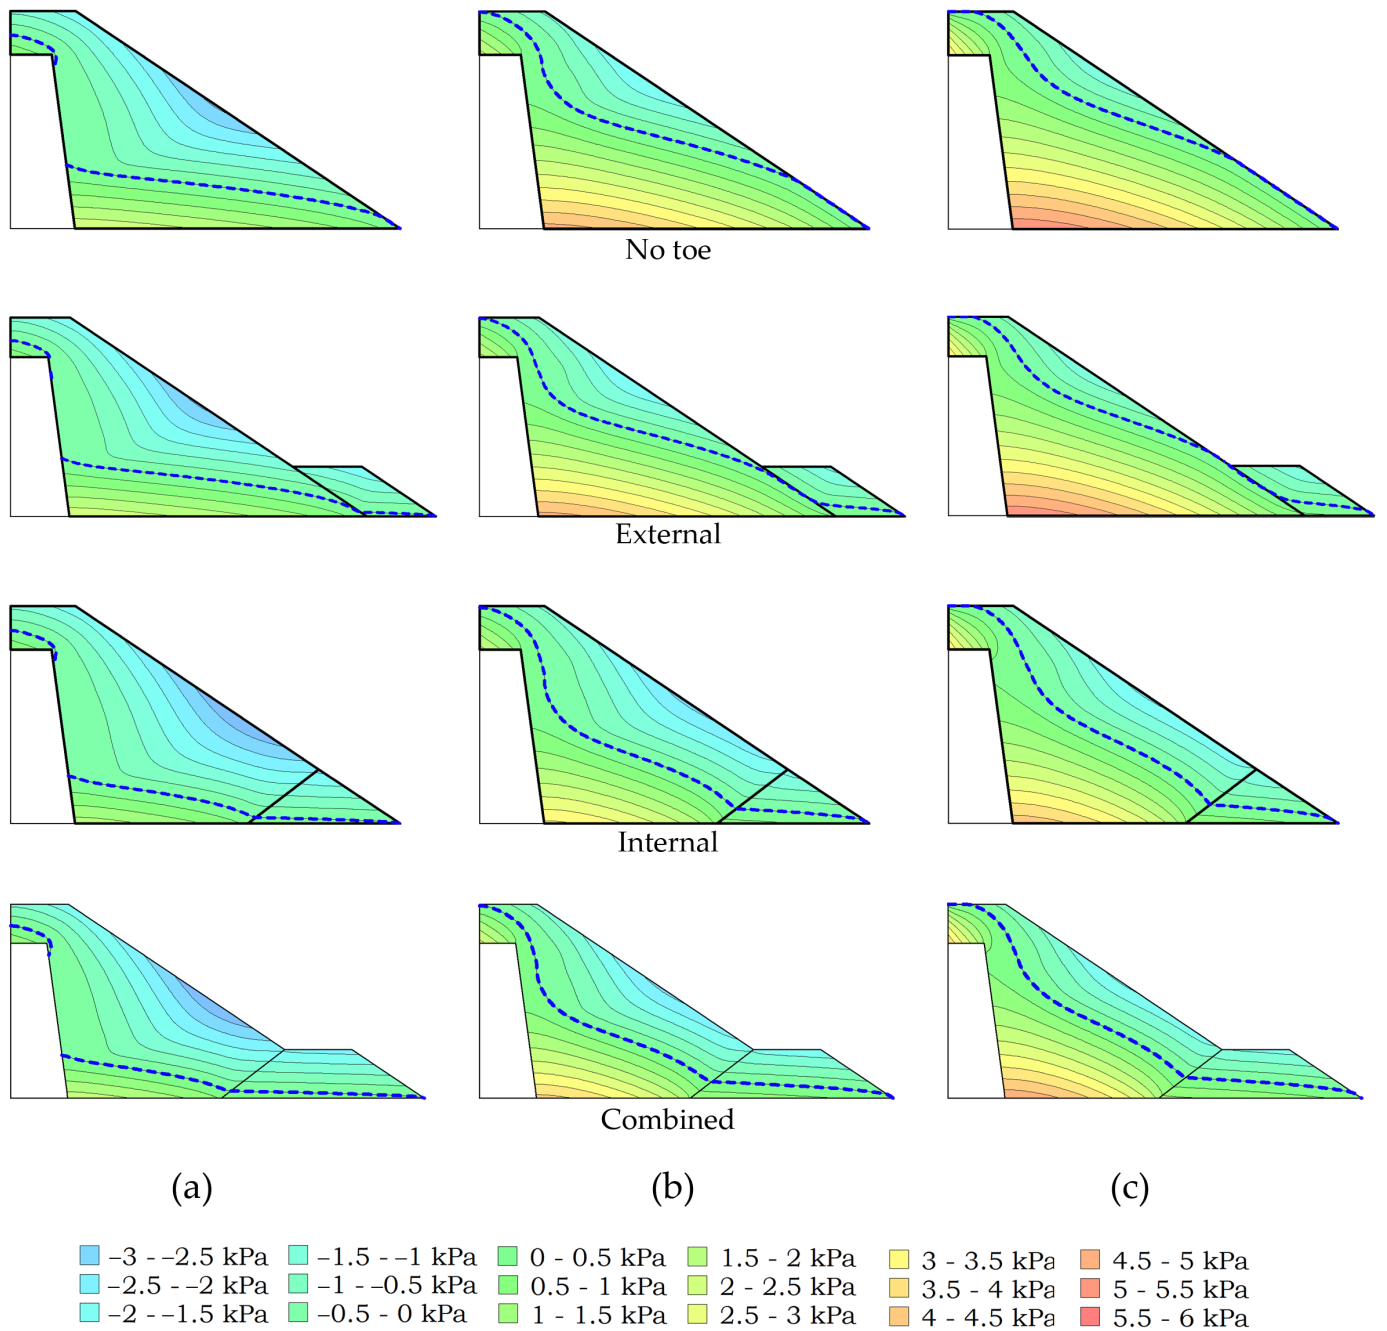 No toe
External
Internal
Combined
(a) (b) (c)
–3 - –2.5 kPa –1.5 - –1 kPa 0 - 0.5 kPa 1.5 - 2 kPa 3 - 3.5 kPa 4.5 - 5 kPa
–2.5 - –2 kPa –1 - –0.5 kPa 0.5 - 1 kPa 2 - 2.5 kPa 3.5 - 4 kPa 5 - 5.5 kPa
–2 - –1.5 kPa –0.5 - 0 kPa 1 - 1.5 kPa 2.5 - 3 kPa 4 - 4.5 kPa 5.5 - 6 kPa